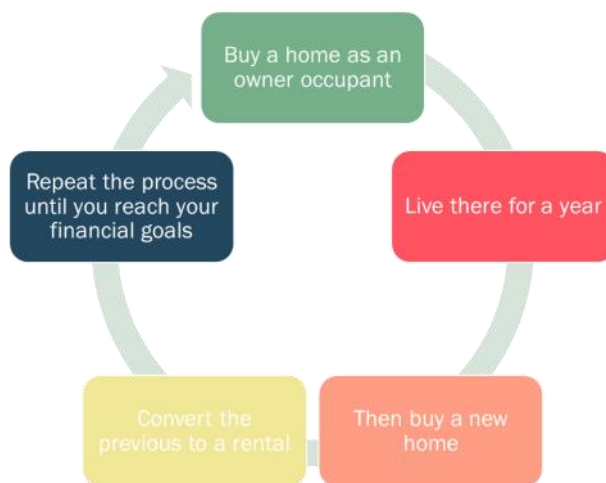 Buy a home as an
owner occupant
Live there for a year
Then buy a new
home
Convert the
previous to a rental
Repeat the process
until you reach your
financial goals